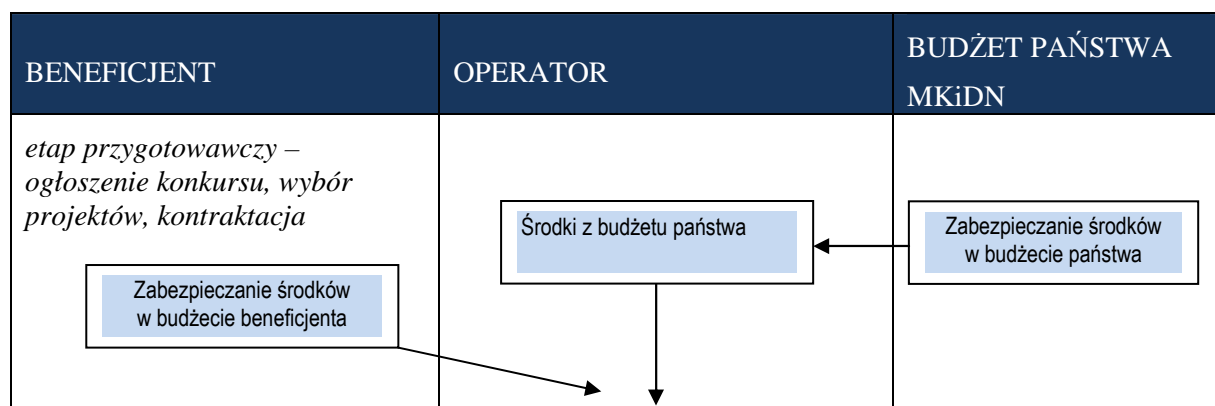 BENEFICJENT
OPERATOR
BUDŻET PAŃSTWA
MKiDN
etap przygotowawczy –
ogłoszenie konkursu, wybór
projektów, kontraktacja
Środki z budżetu państwa
Zabezpieczanie środków
w budżecie państwa
Zabezpieczanie środków
w budżecie beneficjenta